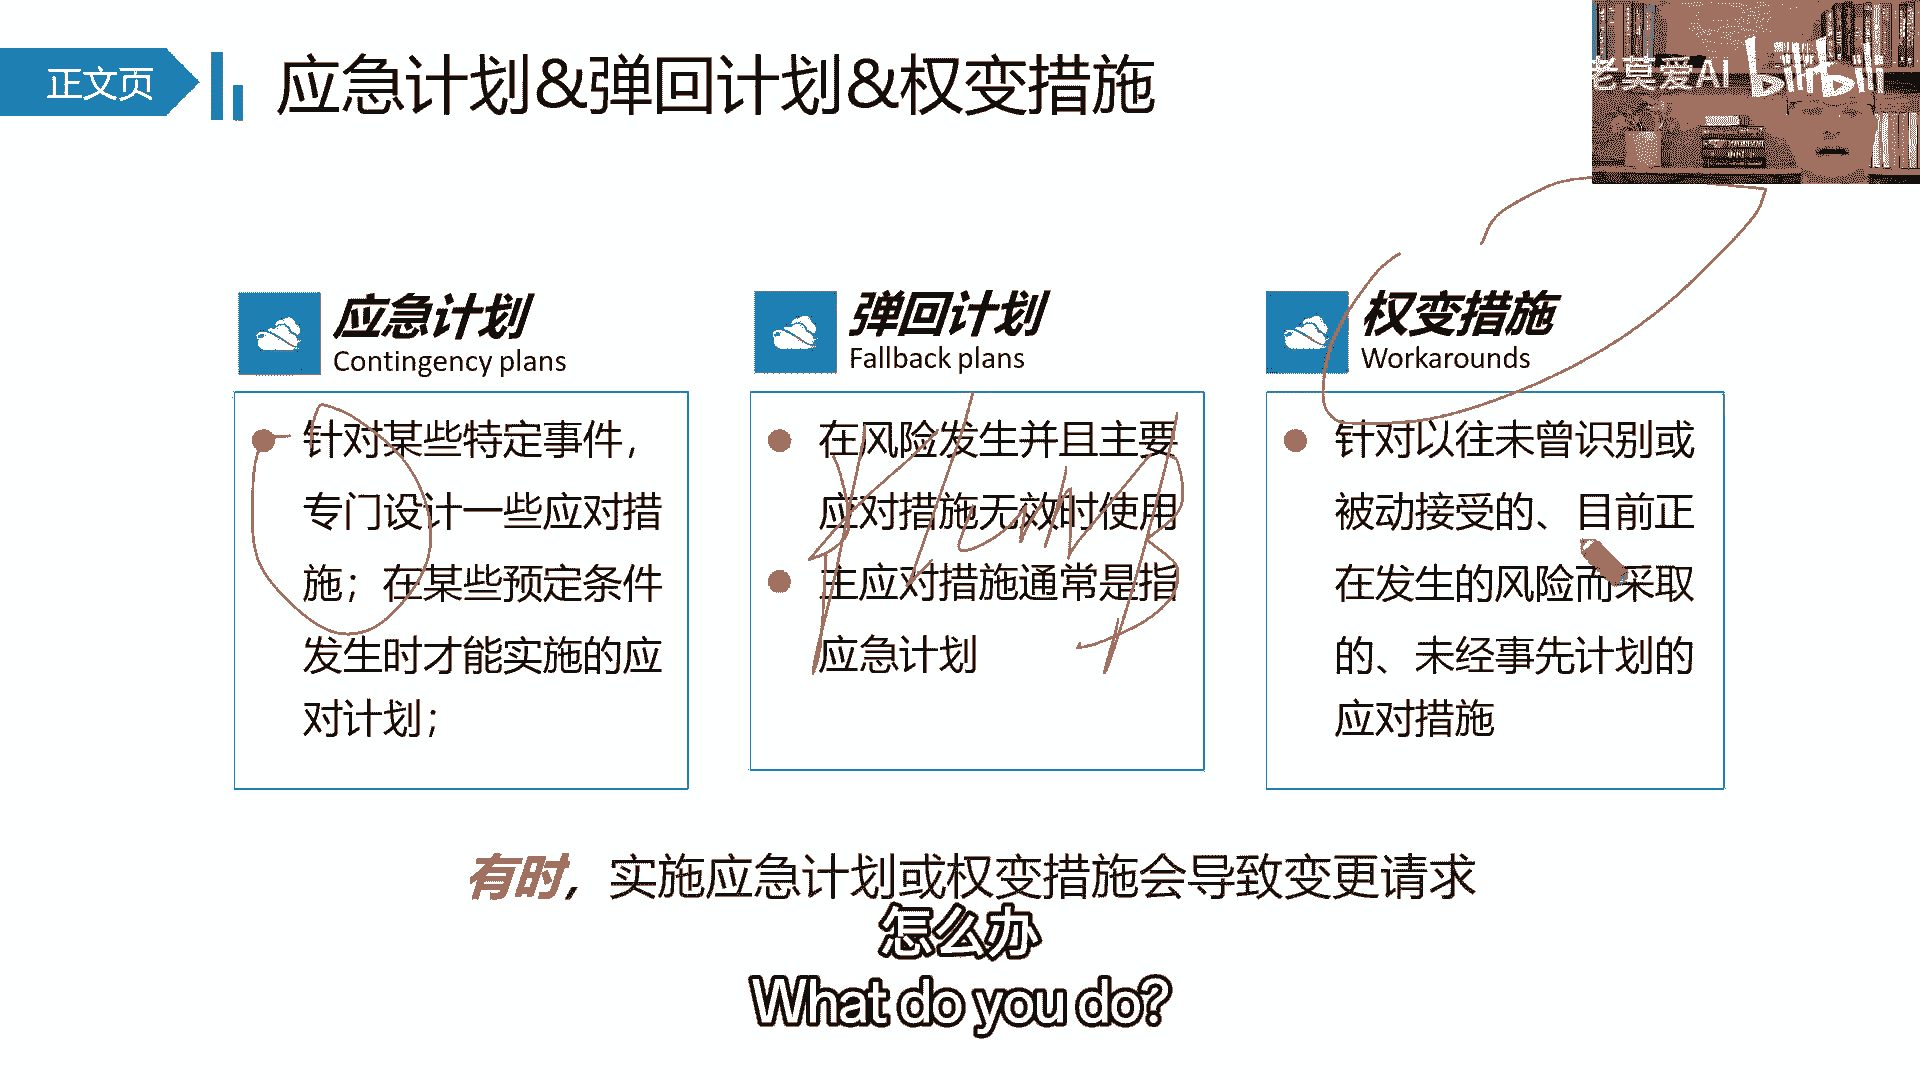 正文页
应急计划&弹回计划&权变措施
老莫爱AI bilibili
应急计划
Contingency plans
针对某些特定事件，
专门设计一些应对措
施；在某些预定条件
发生时才能实施的应
对计划；
弹回计划
Fallback plans
在风险发生并且主要
应对措施无效时使用
主应对措施通常是指
应急计划
权变措施
Workarounds
针对以往未曾识别或
被动接受的、目前正
在发生的风险而采取
的、未经事先计划的
应对措施
有时，实施应急计划或权变措施会导致变更请求
怎么办
What do you do?